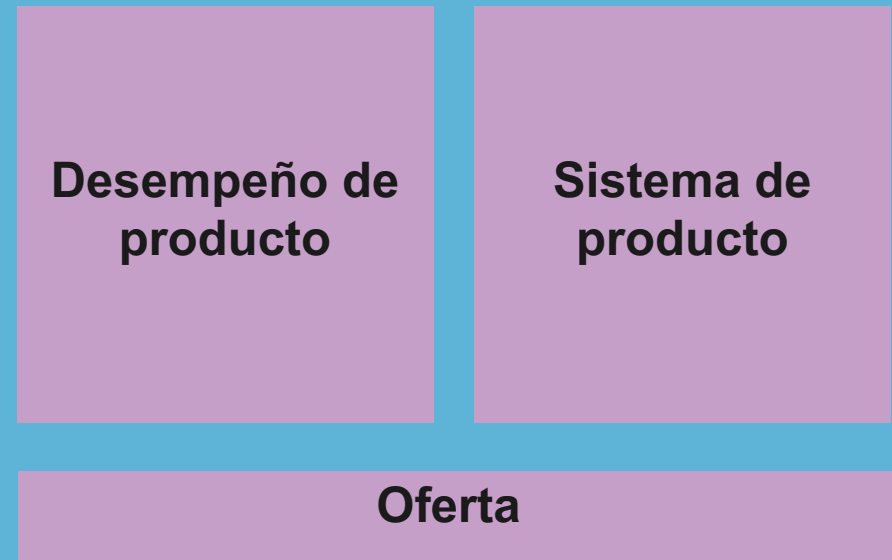 Desempeño de
producto
Sistema de
producto
Oferta